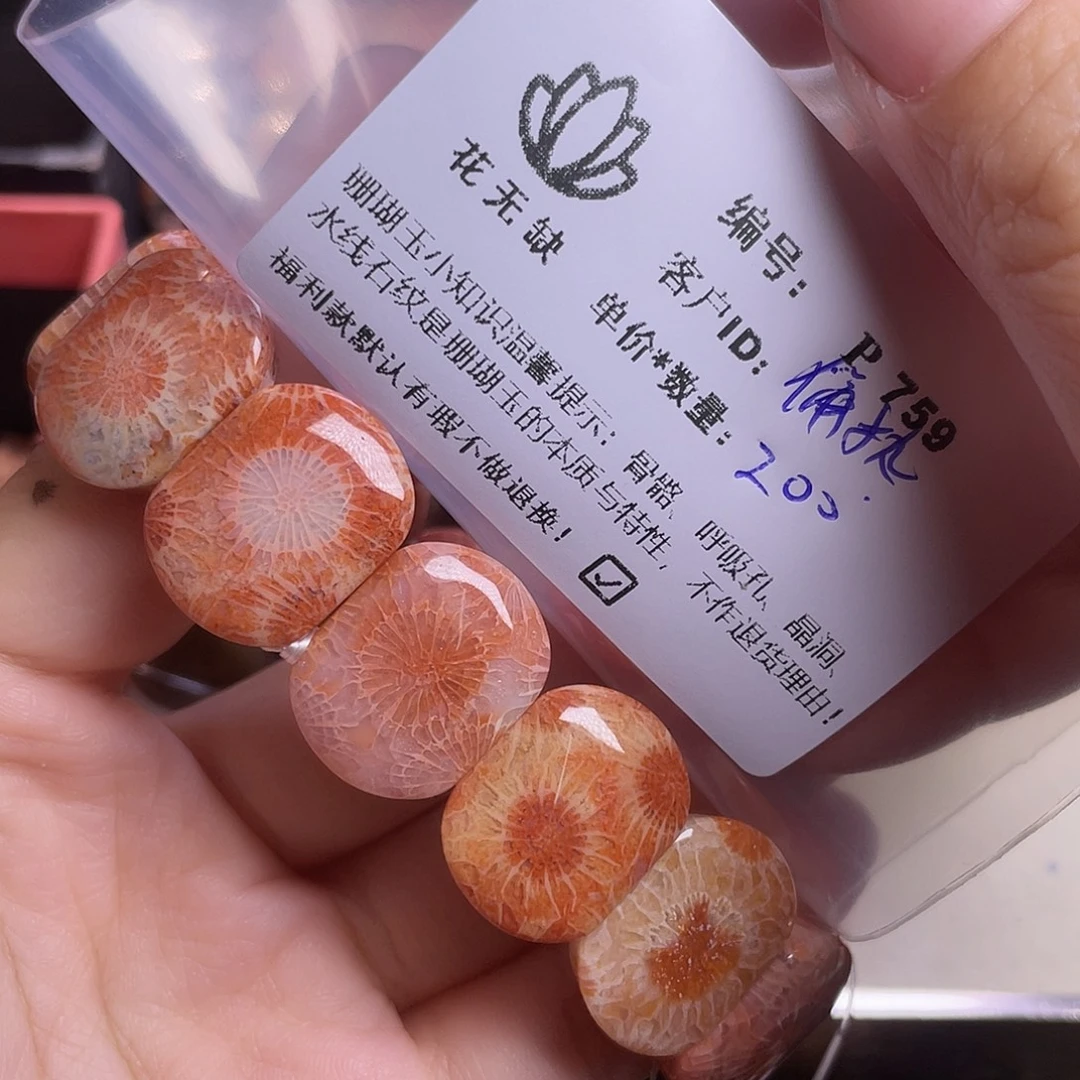 花无缺
编号: P 759
客户ID: 偏执
单价*数量: 200.
珊瑚玉小知识温馨提示: 骨骼、呼吸孔、晶洞、
水线石纹是珊瑚玉的本质与特性, 不作退货理由!
福利款默认有瑕不做退换!